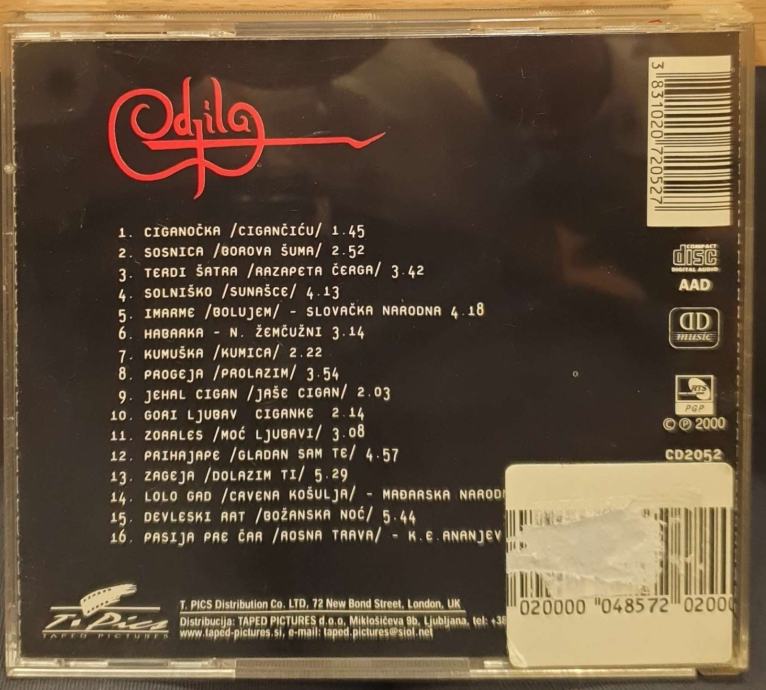 Odjila
3 831020 720527
1. CIGANOČKA /CIGANČIĆU/ 1.45
2. SOSNICA /BOROVA ŠUMA/ 2.52
3. TERDI ŠATRA /RAZAPETA ČERGA/ 3.42
4. SOLNIŠKO /SUNAŠCE/ 4.13
5. IMARME /BOLUJEM/ - SLOVAČKA NARODNA 4.18
6. HABARKA - N. ŽEMČUŽNI 3.14
7. KUMUŠKA /KUMICA/ 2.22
8. PROGEJA /PROLAZIM/ 3.54
9. JEHAL CIGAN /JAŠE CIGAN/ 2.03
10. GORI LJUBAV CIGANKE 2.14
11. ZORALES /MOĆ LJUBAVI/ 3.08
12. PRIHAJAPE /GLADAN SAM TE/ 4.57
13. ZAGEJA /DOLAZIM TI/ 5.29
14. LOLO GAD /CAVENA KOŠULJA/ - MAĐARSKA NARODN
15. DEVLESKI RAT /BOŽANSKA NOĆ/ 5.44
16. PASIJA PRE ČAR /ROSNA TRAVA/ - K.E.ANANJEV
COMPACT
disc
DIGITAL AUDIO
AAD
DD
music
RTS
PGP
© ℗ 2000
CD2052
020000 "048572" 02000
T. Pics
TAPED PICTURES
T. PICS Distribution Co. LTD, 72 New Bond Street, London, UK
Distribucija: TAPED PICTURES d.o.o, Miklošičeva 9b, Ljubljana, tel: +38
www.taped-pictures.si, e-mail: taped.pictures@siol.net